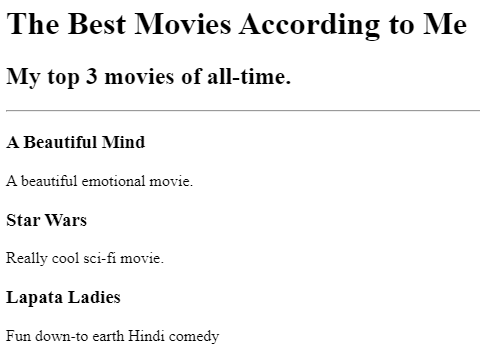 The Best Movies According to Me
My top 3 movies of all-time.
A Beautiful Mind
A beautiful emotional movie.
Star Wars
Really cool sci-fi movie.
Lapata Ladies
Fun down-to earth Hindi comedy